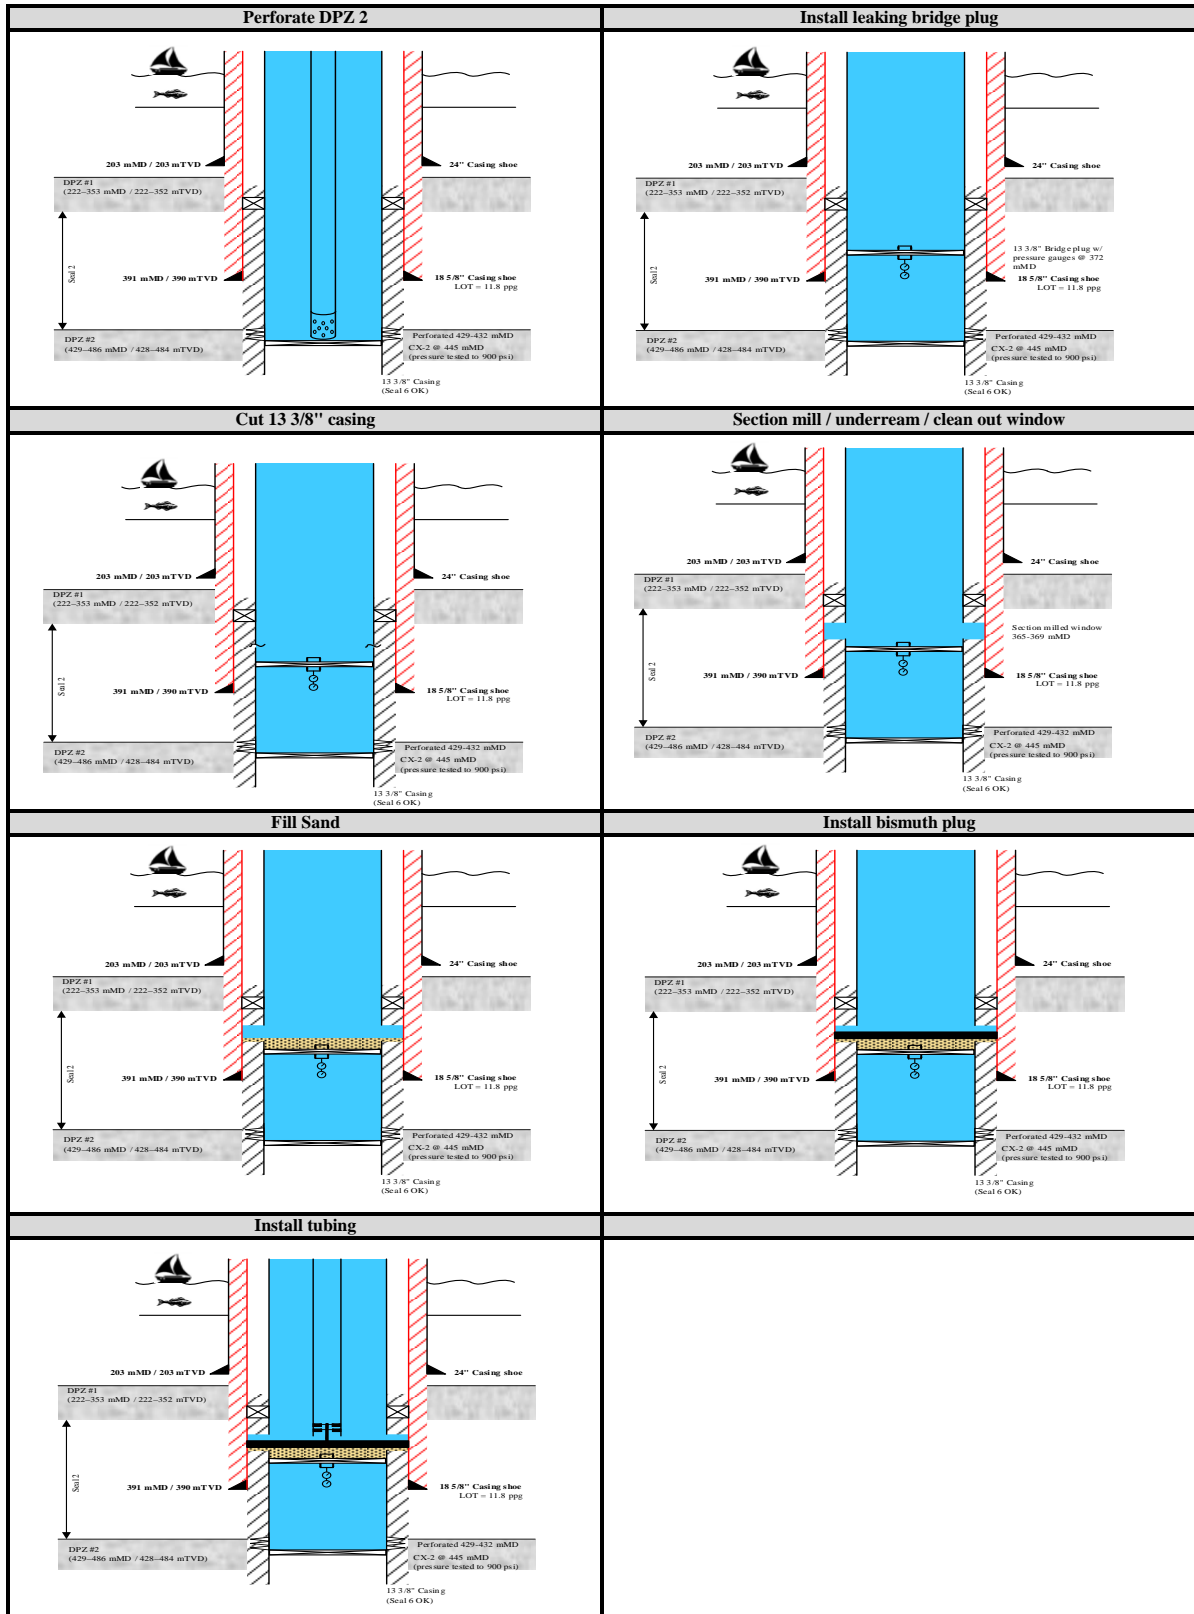 Perforate DPZ 2
203 mMD / 203 mTVD
24" Casing shoe
DPZ #1
(222–353 mMD / 222–352 mTVD)
Seal 2
391 mMD / 390 mTVD
18 5/8" Casing shoe
LOT = 11.8 ppg
DPZ #2
(429–486 mMD / 428–484 mTVD)
Perforated 429-432 mMD
CX-2 @ 445 mMD
(pressure tested to 900 psi)
13 3/8" Casing
(Seal 6 OK)
Install leaking bridge plug
203 mMD / 203 mTVD
24" Casing shoe
DPZ #1
(222–353 mMD / 222–352 mTVD)
Seal 2
13 3/8" Bridge plug w/
pressure gauges @ 372
mMD
391 mMD / 390 mTVD
18 5/8" Casing shoe
LOT = 11.8 ppg
DPZ #2
(429–486 mMD / 428–484 mTVD)
Perforated 429-432 mMD
CX-2 @ 445 mMD
(pressure tested to 900 psi)
13 3/8" Casing
(Seal 6 OK)
Cut 13 3/8" casing
203 mMD / 203 mTVD
24" Casing shoe
DPZ #1
(222–353 mMD / 222–352 mTVD)
Seal 2
391 mMD / 390 mTVD
18 5/8" Casing shoe
LOT = 11.8 ppg
DPZ #2
(429–486 mMD / 428–484 mTVD)
Perforated 429-432 mMD
CX-2 @ 445 mMD
(pressure tested to 900 psi)
13 3/8" Casing
(Seal 6 OK)
Section mill / underream / clean out window
203 mMD / 203 mTVD
24" Casing shoe
DPZ #1
(222–353 mMD / 222–352 mTVD)
Seal 2
Section milled window
365-369 mMD
391 mMD / 390 mTVD
18 5/8" Casing shoe
LOT = 11.8 ppg
DPZ #2
(429–486 mMD / 428–484 mTVD)
Perforated 429-432 mMD
CX-2 @ 445 mMD
(pressure tested to 900 psi)
13 3/8" Casing
(Seal 6 OK)
Fill Sand
203 mMD / 203 mTVD
24" Casing shoe
DPZ #1
(222–353 mMD / 222–352 mTVD)
Seal 2
391 mMD / 390 mTVD
18 5/8" Casing shoe
LOT = 11.8 ppg
DPZ #2
(429–486 mMD / 428–484 mTVD)
Perforated 429-432 mMD
CX-2 @ 445 mMD
(pressure tested to 900 psi)
13 3/8" Casing
(Seal 6 OK)
Install bismuth plug
203 mMD / 203 mTVD
24" Casing shoe
DPZ #1
(222–353 mMD / 222–352 mTVD)
Seal 2
391 mMD / 390 mTVD
18 5/8" Casing shoe
LOT = 11.8 ppg
DPZ #2
(429–486 mMD / 428–484 mTVD)
Perforated 429-432 mMD
CX-2 @ 445 mMD
(pressure tested to 900 psi)
13 3/8" Casing
(Seal 6 OK)
Install tubing
203 mMD / 203 mTVD
24" Casing shoe
DPZ #1
(222–353 mMD / 222–352 mTVD)
Seal 2
391 mMD / 390 mTVD
18 5/8" Casing shoe
LOT = 11.8 ppg
DPZ #2
(429–486 mMD / 428–484 mTVD)
Perforated 429-432 mMD
CX-2 @ 445 mMD
(pressure tested to 900 psi)
13 3/8" Casing
(Seal 6 OK)